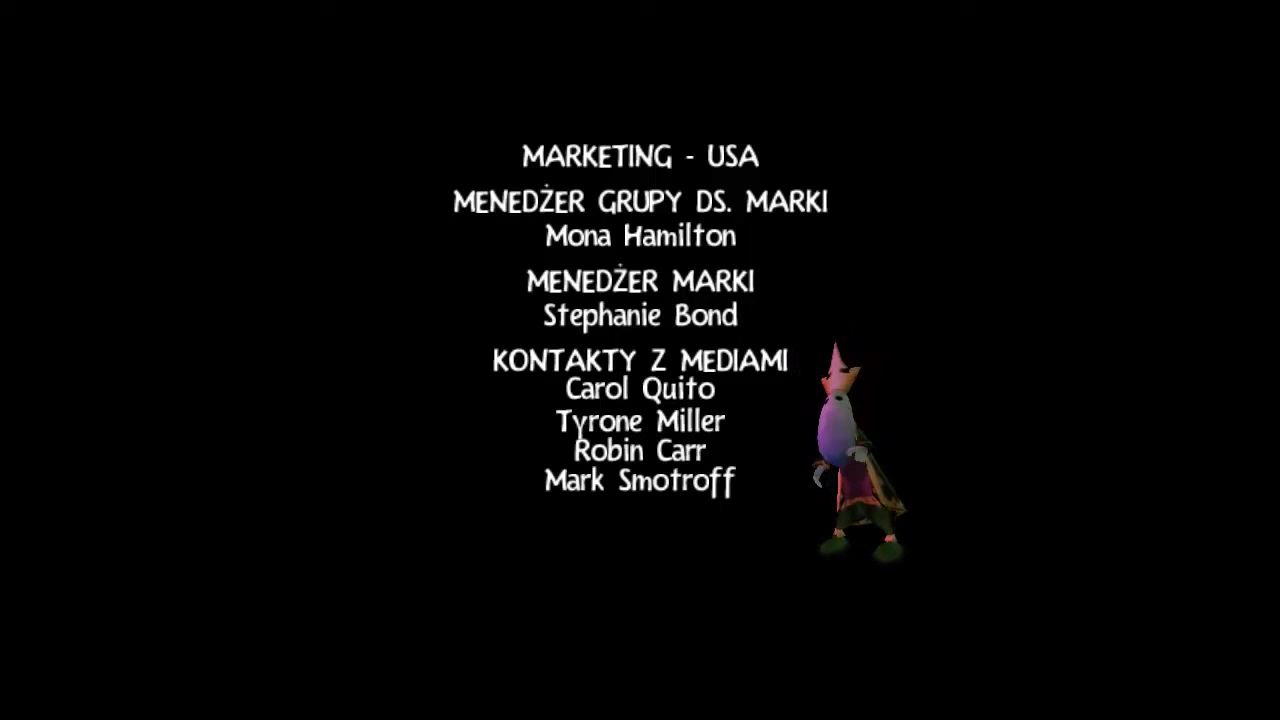 MARKETING - USA
MENEDŻER GRUPY DS. MARKI
Mona Hamilton
MENEDŻER MARKI
Stephanie Bond
KONTAKTY Z MEDIAMI
Carol Quito
Tyrone Miller
Robin Carr
Mark Smotroff